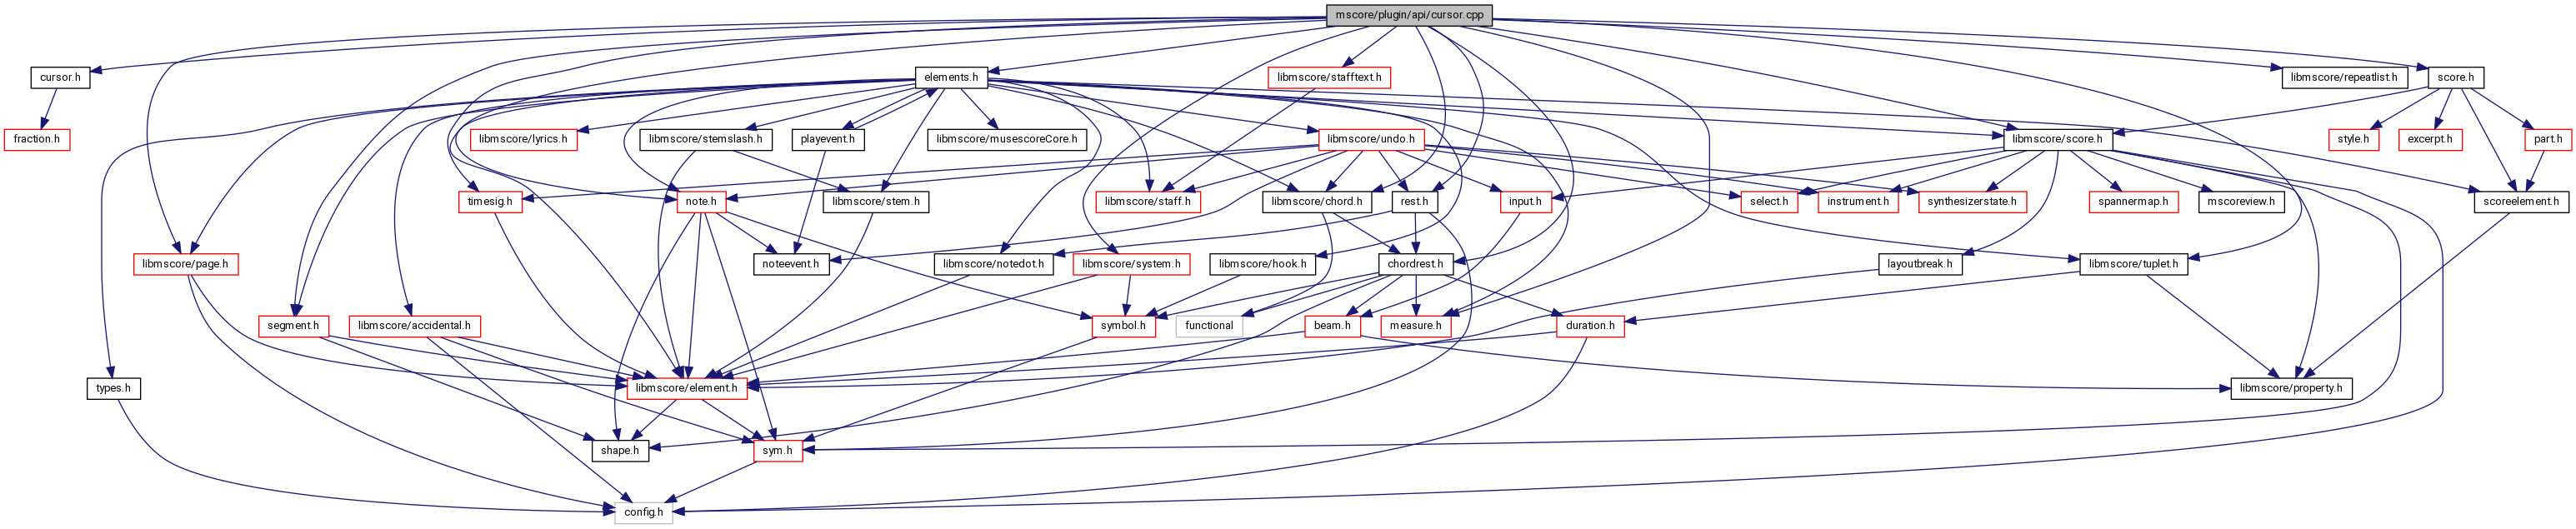 mscore/plugin/api/cursor.cpp
cursor.h
elements.h
libmscore/stafftext.h
libmscore/repeatlist.h
score.h
fraction.h
libmscore/lyrics.h
libmscore/stemslash.h
playevent.h
libmscore/musescoreCore.h
libmscore/undo.h
libmscore/score.h
style.h
excerpt.h
part.h
timesig.h
note.h
libmscore/stem.h
libmscore/staff.h
libmscore/chord.h
rest.h
input.h
select.h
instrument.h
synthesizerstate.h
spannermap.h
mscoreview.h
scoreelement.h
libmscore/page.h
noteevent.h
libmscore/notedot.h
libmscore/system.h
libmscore/hook.h
chordrest.h
layoutbreak.h
libmscore/tuplet.h
segment.h
libmscore/accidental.h
symbol.h
functional
beam.h
measure.h
duration.h
types.h
libmscore/element.h
libmscore/property.h
shape.h
sym.h
config.h